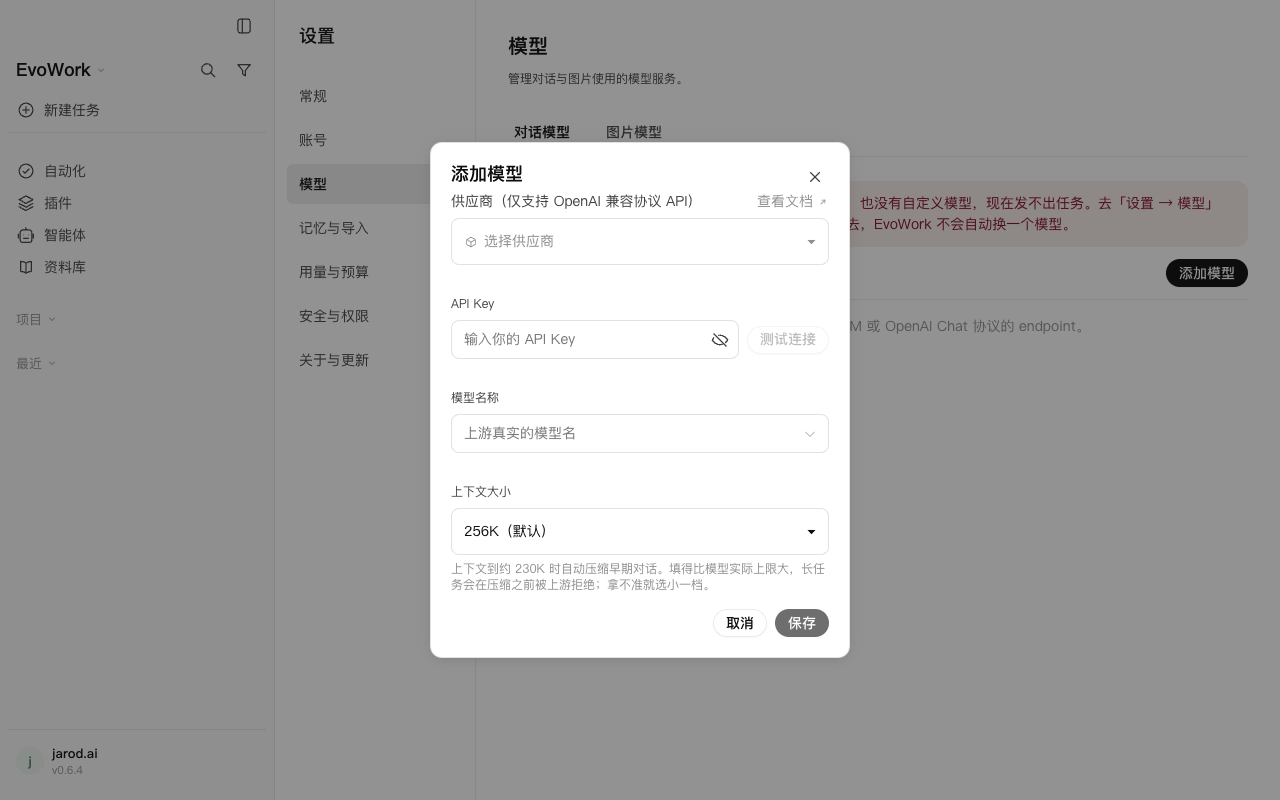 EvoWork
新建任务
自动化
插件
智能体
资料库
项目
最近
j
jarod.ai
v0.6.4
设置
常规
账号
模型
记忆与导入
用量与预算
安全与权限
关于与更新
模型
管理对话与图片使用的模型服务。
对话模型
图片模型
也没有自定义模型，现在发不出任务。去「设置 → 模型」
去，EvoWork 不会自动换一个模型。
添加模型
M 或 OpenAI Chat 协议的 endpoint。
添加模型
供应商（仅支持 OpenAI 兼容协议 API）
查看文档
选择供应商
API Key
输入你的 API Key
测试连接
模型名称
上游真实的模型名
上下文大小
256K（默认）
上下文到约 230K 时自动压缩早期对话。填得比模型实际上限大，长任
务会在压缩之前被上游拒绝；拿不准就选小一档。
取消
保存